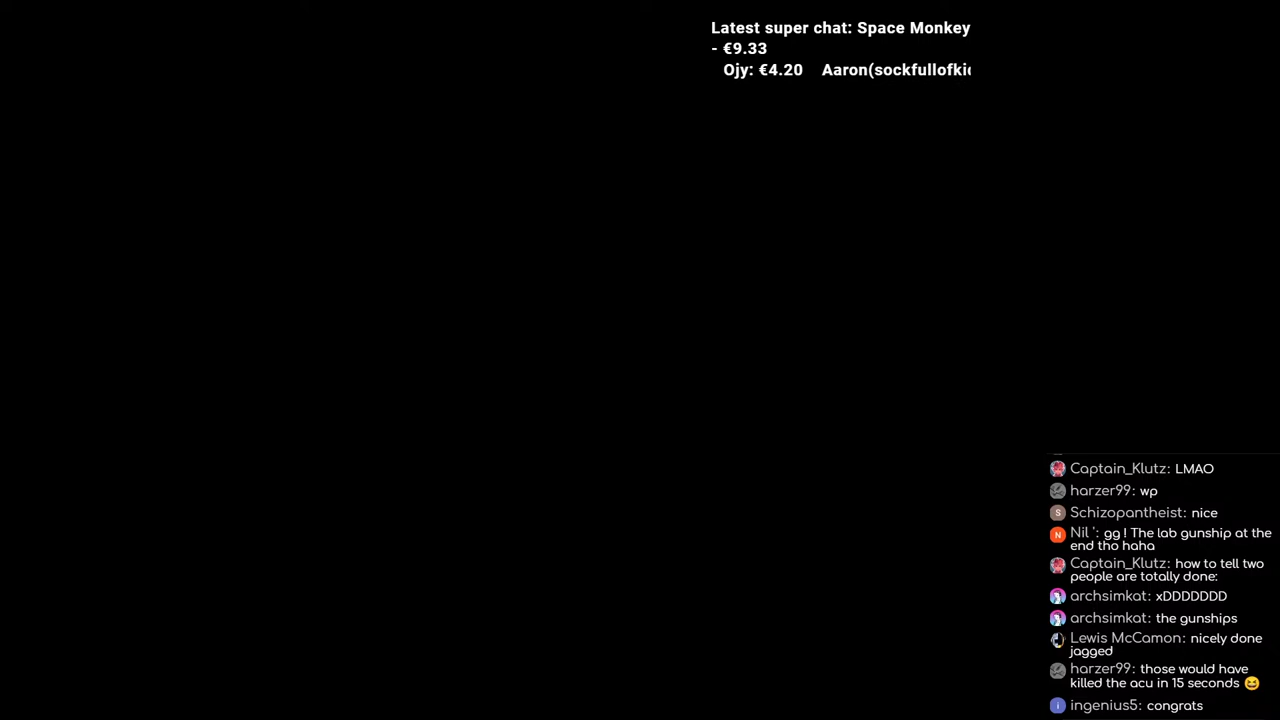 Latest super chat: Space Monkey
- €9.33
Ojy: €4.20 Aaron(sockfullofkic
Captain_Klutz: LMAO
harzer99: wp
Schizopantheist: nice
Nil ': gg ! The lab gunship at the
end tho haha
Captain_Klutz: how to tell two
people are totally done:
archsimkat: xDDDDDDD
archsimkat: the gunships
Lewis McCamon: nicely done
jagged
harzer99: those would have
killed the acu in 15 seconds 😆
ingenius5: congrats